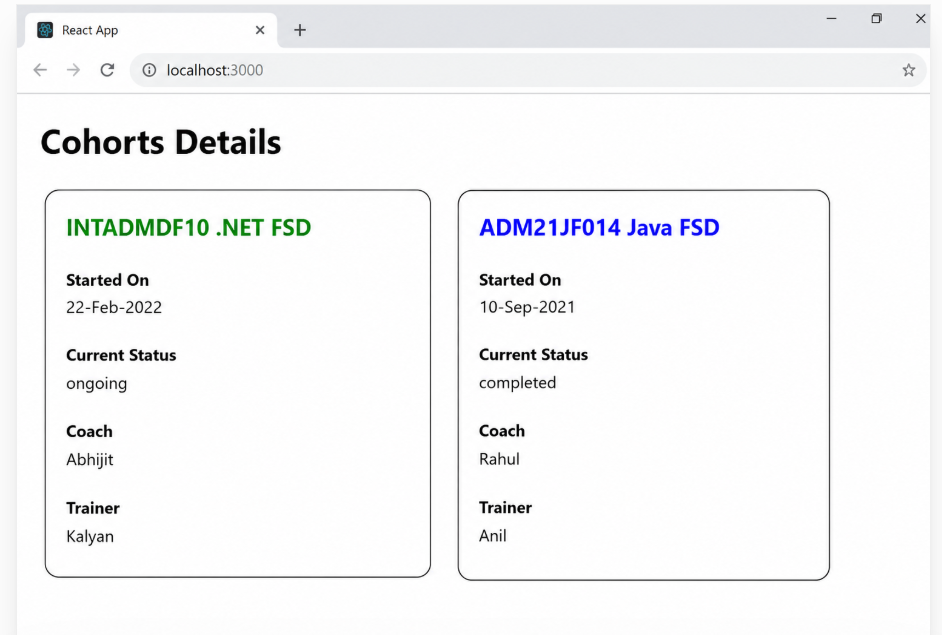 React App
localhost:3000
Cohorts Details
INTADMDF10 .NET FSD
Started On
22-Feb-2022
Current Status
ongoing
Coach
Abhijit
Trainer
Kalyan
ADM21JF014 Java FSD
Started On
10-Sep-2021
Current Status
completed
Coach
Rahul
Trainer
Anil